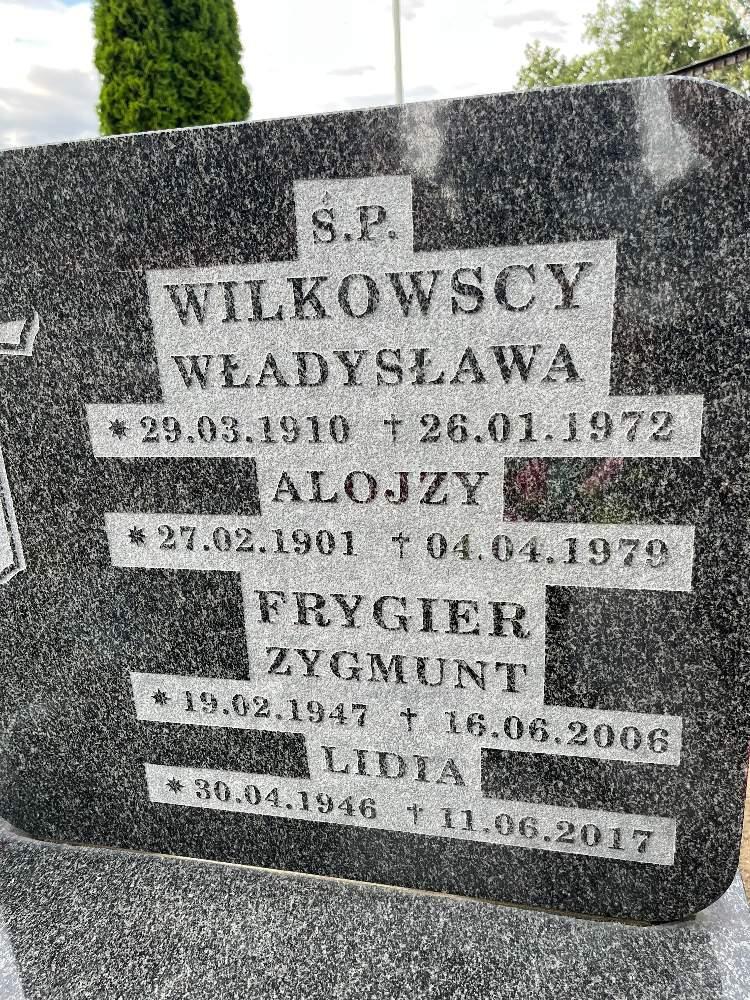 Ś.P.
WILKOWSCY
WŁADYSŁAWA
* 29.03.1910 † 26.01.1972
ALOJZY
* 27.02.1901 † 04.04.1979
FRYGIER
ZYGMUNT
* 19.02.1947 † 16.06.2006
LIDIA
* 30.04.1946 † 11.06.2017